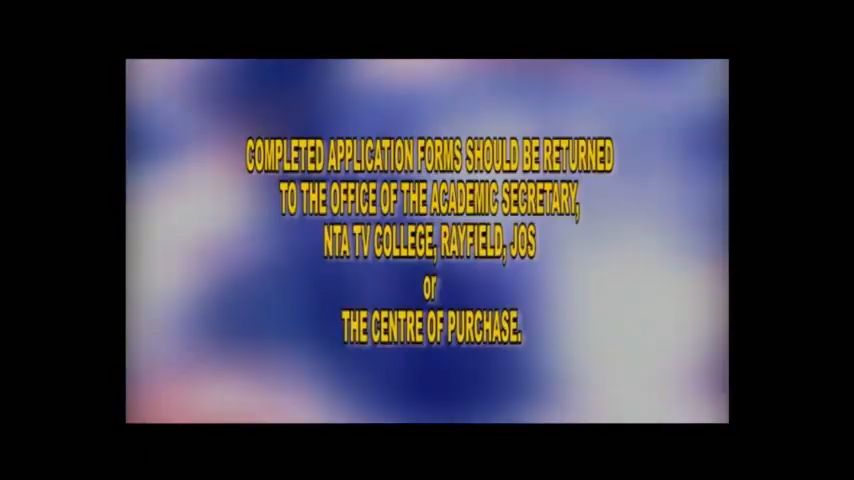 COMPLETED APPLICATION FORMS SHOULD BE RETURNED
TO THE OFFICE OF THE ACADEMIC SECRETARY,
NTA TV COLLEGE, RAYFIELD, JOS
or
THE CENTRE OF PURCHASE.